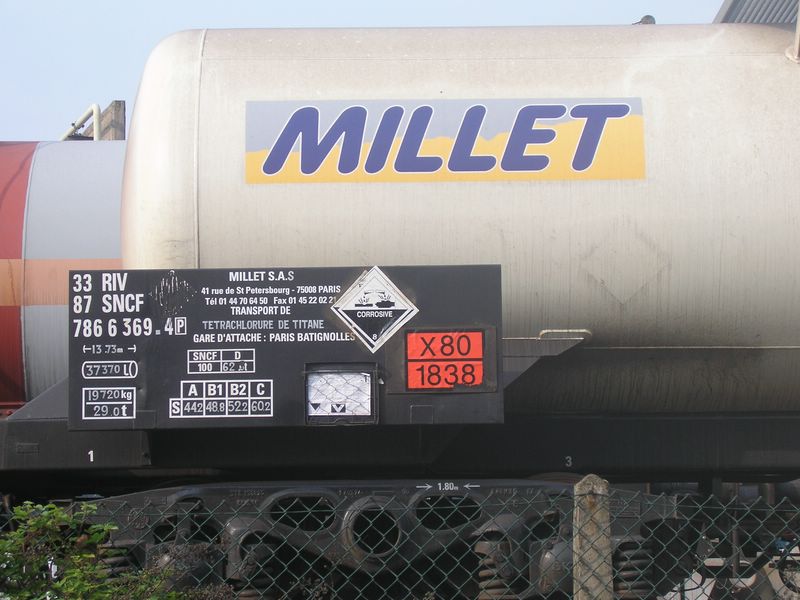 MILLET
33 RIV
87 SNCF
786 6 369.4 P
13.73m
37370 L
19720 kg
29.0 t
MILLET S.A.S
41 rue de St Petersbourg - 75008 PARIS
Tél 01 44 70 64 50 Fax 01 45 22 02 2
TRANSPORT DE
TETRACHLORURE DE TITANE
GARE D'ATTACHE : PARIS BATIGNOLLES
SNCF D
100
A B1 B2 C
S 44.2 48.8 52.2 60.2
CORROSIVE
8
X80
1838
1
3
1.80m